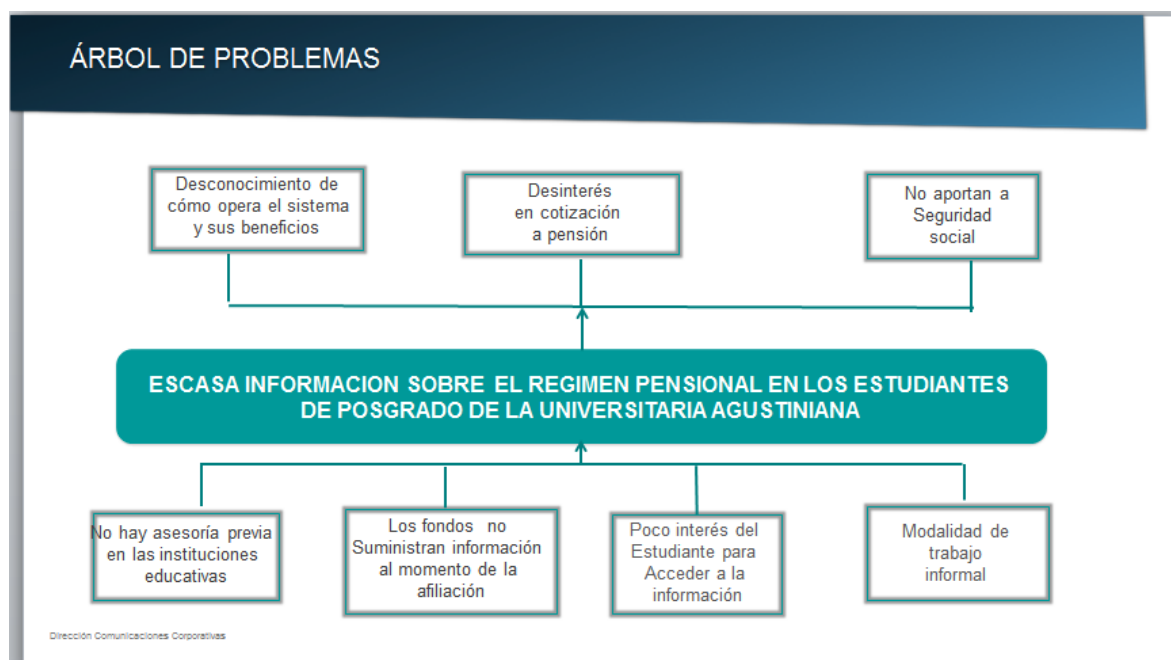 ÁRBOL DE PROBLEMAS
Desconocimiento de
cómo opera el sistema
y sus beneficios
Desinterés
en cotización
a pensión
No aportan a
Seguridad
social
ESCASA INFORMACION SOBRE EL REGIMEN PENSIONAL EN LOS ESTUDIANTES
DE POSGRADO DE LA UNIVERSITARIA AGUSTINIANA
No hay asesoría previa
en las instituciones
educativas
Los fondos no
Suministran información
al momento de la
afiliación
Poco interés del
Estudiante para
Acceder a la
información
Modalidad de
trabajo
informal
Dirección Comunicaciones Corporativas